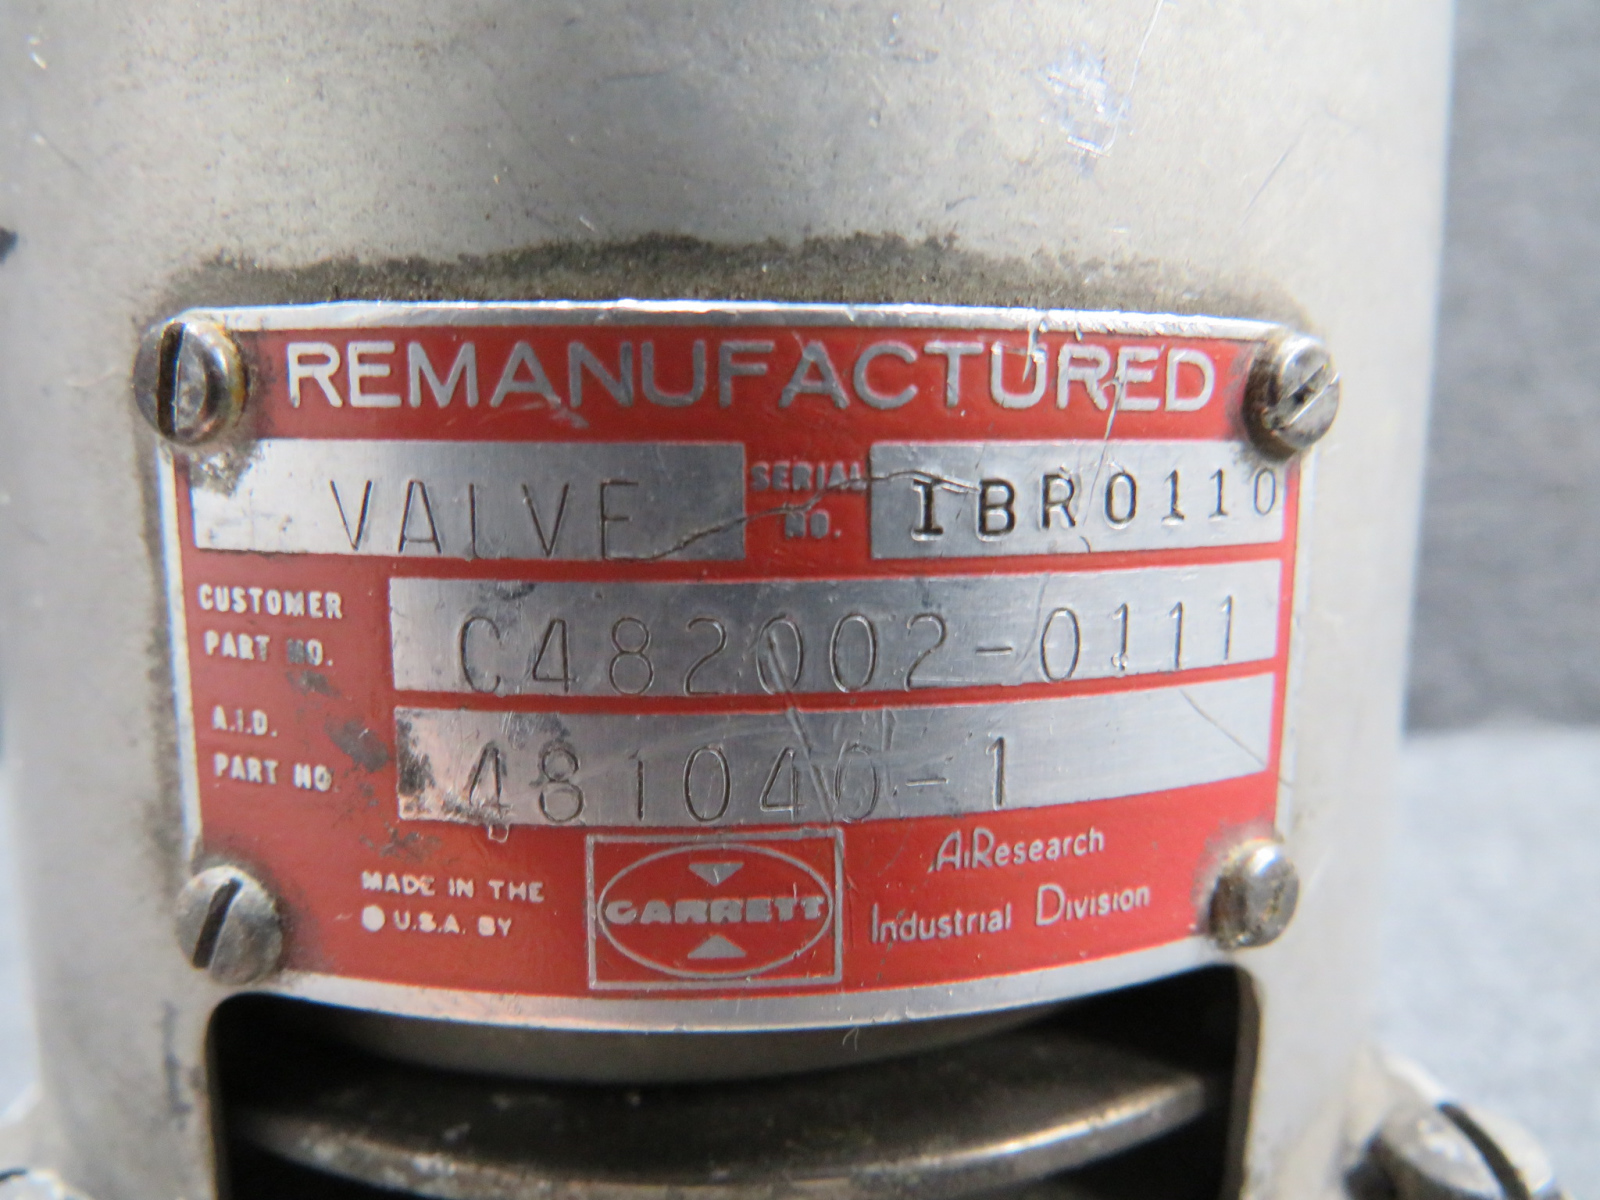 REMANUFACTURED
VALVE SERIAL NO. IBR0110
CUSTOMER PART NO. C482002-0111
A.I.D. PART NO. 481040-1
MADE IN THE
U.S.A. BY
GARRETT
AiResearch
Industrial Division